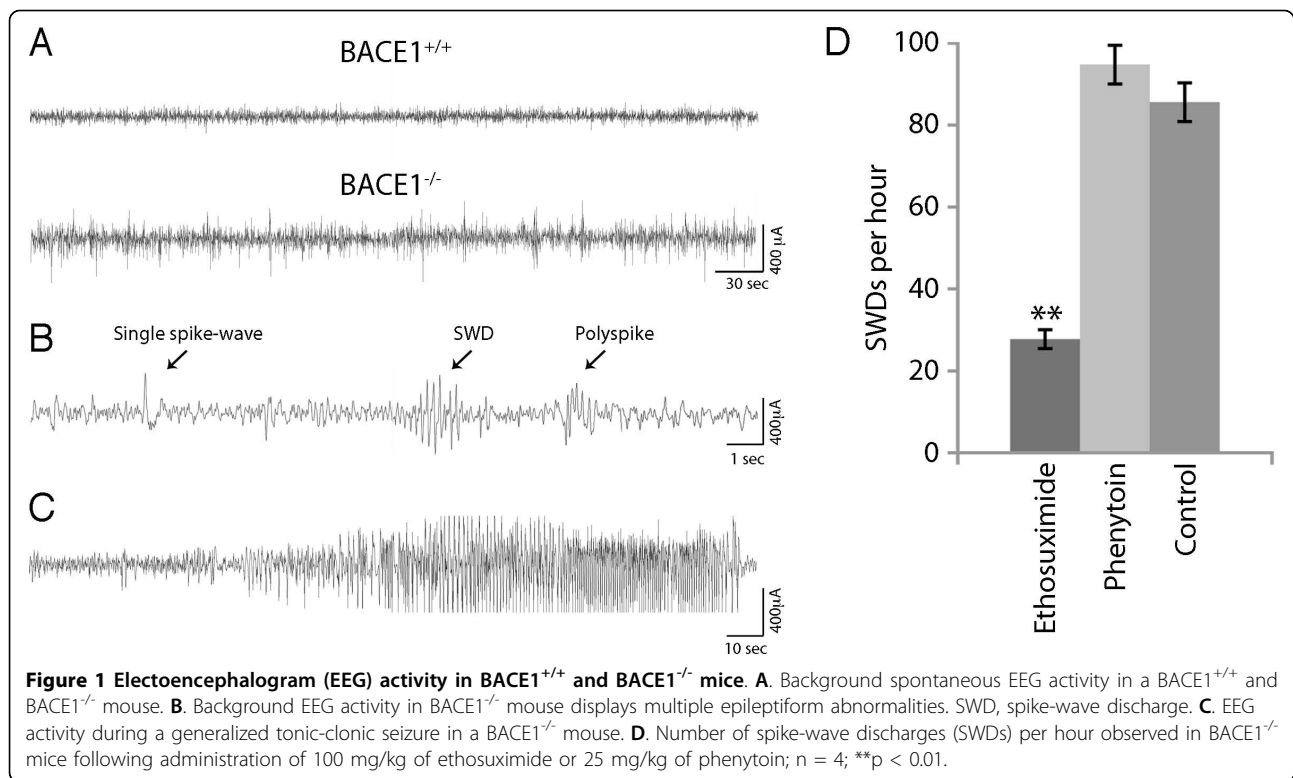 A
BACE1+/+
BACE1-/-
400 µA
30 sec
B
Single spike-wave
SWD
Polyspike
400µA
1 sec
C
400µA
10 sec
D
SWDs per hour
100
80
60
40
20
0
**
Ethosuximide
Phenytoin
Control
Figure 1 Electoencephalogram (EEG) activity in BACE1+/+ and BACE1-/- mice. A. Background spontaneous EEG activity in a BACE1+/+ and
BACE1-/- mouse. B. Background EEG activity in BACE1-/- mouse displays multiple epileptiform abnormalities. SWD, spike-wave discharge. C. EEG
activity during a generalized tonic-clonic seizure in a BACE1-/- mouse. D. Number of spike-wave discharges (SWDs) per hour observed in BACE1-/-
mice following administration of 100 mg/kg of ethosuximide or 25 mg/kg of phenytoin; n = 4; **p < 0.01.